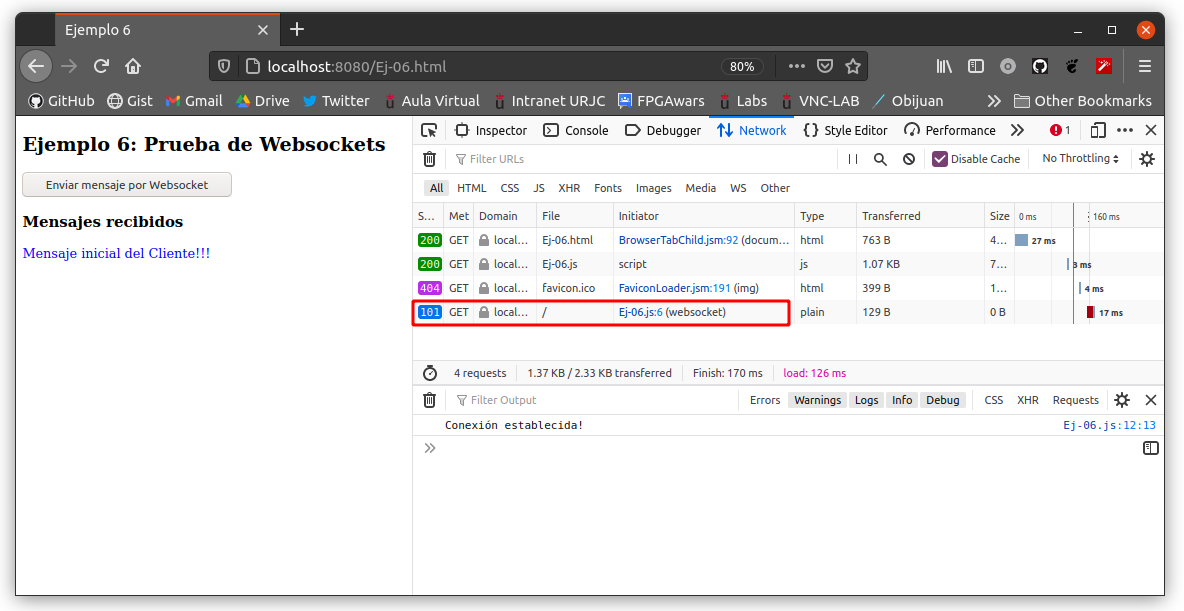 Ejemplo 6
localhost:8080/Ej-06.html 80%
GitHub Gist Gmail Drive Twitter Aula Virtual Intranet URJC FPGAwars Labs VNC-LAB Obijuan Other Bookmarks
Ejemplo 6: Prueba de Websockets
Enviar mensaje por Websocket
Mensajes recibidos
Mensaje inicial del Cliente!!!
Inspector Console Debugger Network Style Editor Performance 1
Filter URLs Disable Cache No Throttling
All HTML CSS JS XHR Fonts Images Media WS Other
S... Met Domain File Initiator Type Transferred Size 0 ms 160 ms
200 GET local... Ej-06.html BrowserTabChild.jsm:92 (docum... html 763 B 4... 27 ms
200 GET local... Ej-06.js script js 1.07 KB 7... 3 ms
404 GET local... favicon.ico FaviconLoader.jsm:191 (img) html 399 B 1... 4 ms
101 GET local... / Ej-06.js:6 (websocket) plain 129 B 0 B 17 ms
4 requests 1.37 KB / 2.33 KB transferred Finish: 170 ms load: 126 ms
Filter Output Errors Warnings Logs Info Debug CSS XHR Requests
Conexión establecida! Ej-06.js:12:13